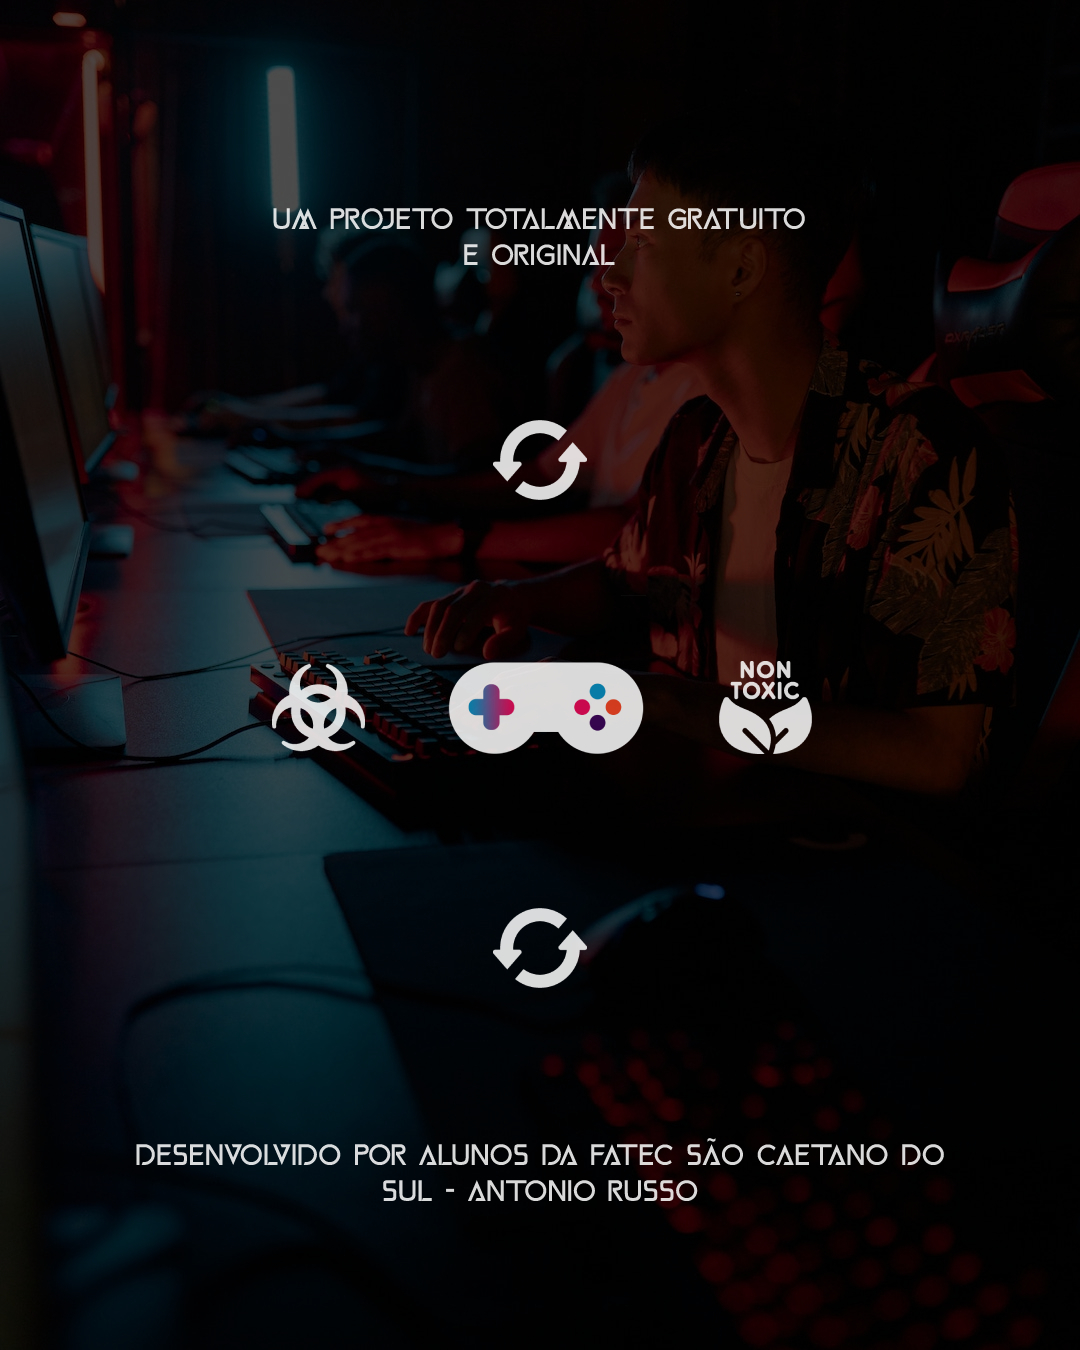 UM PROJETO TOTALMENTE GRATUITO
E ORIGINAL
NON
TOXIC
DESENVOLVIDO POR ALUNOS DA FATEC SÃO CAETANO DO
SUL - ANTONIO RUSSO